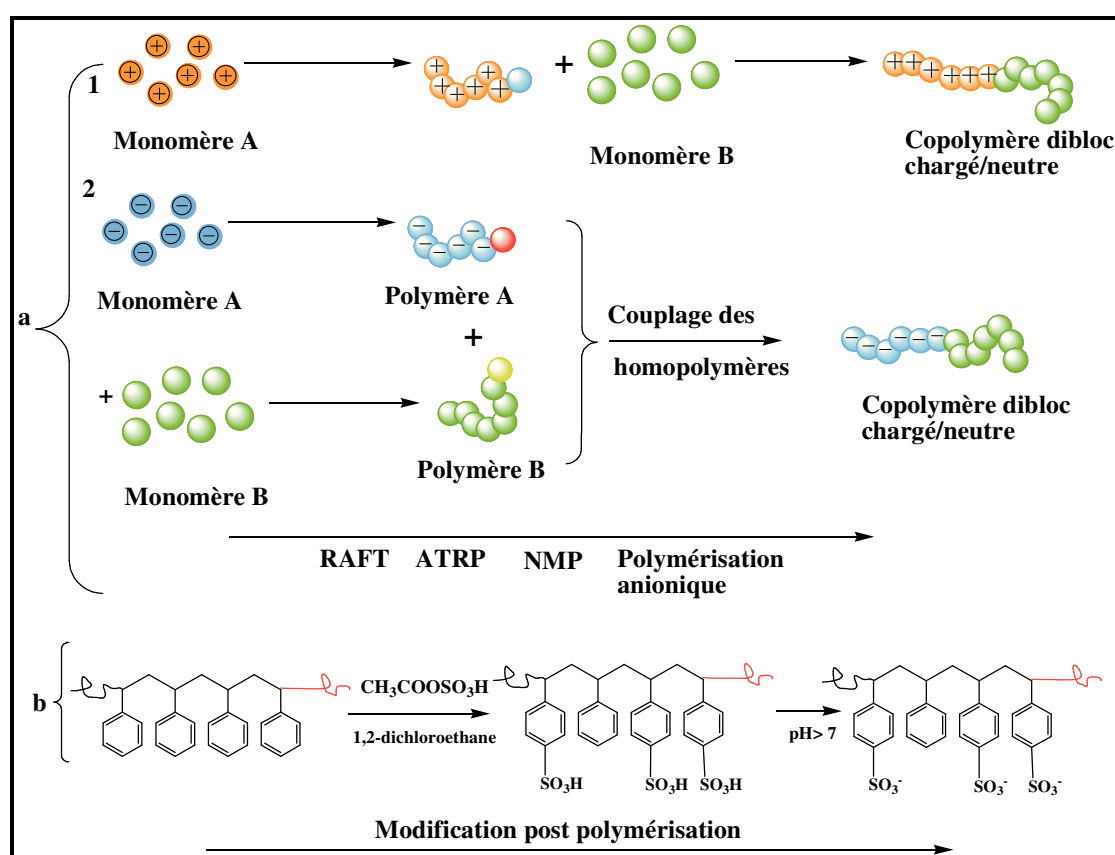 a
1
Monomère A
+
Monomère B
Copolymère dibloc
chargé/neutre
2
Monomère A
Polymère A
+
+
Monomère B
Polymère B
Couplage des
homopolymères
Copolymère dibloc
chargé/neutre
RAFT ATRP NMP Polymérisation
anionique
b
CH3COOSO3H
1,2-dichloroethane
SO3H SO3H SO3H
pH> 7
SO3- SO3- SO3-
Modification post polymérisation